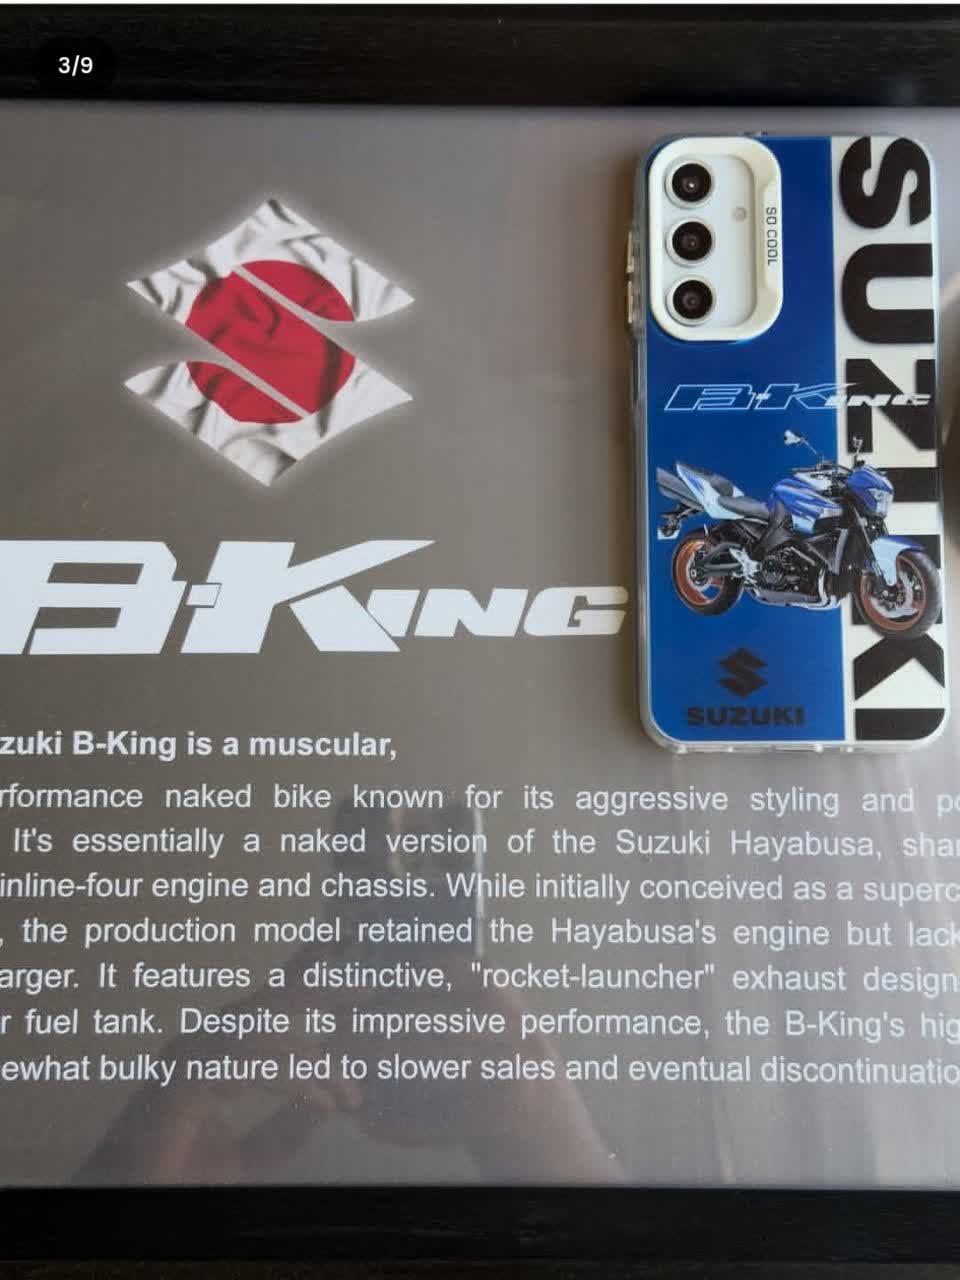 3/9
SO COOL
SUZUKI
B-KING
SUZUKI
B-KING
zuki B-King is a muscular,
rformance naked bike known for its aggressive styling and po
It's essentially a naked version of the Suzuki Hayabusa, shar
inline-four engine and chassis. While initially conceived as a superc
, the production model retained the Hayabusa's engine but lack
arger. It features a distinctive, "rocket-launcher" exhaust design
r fuel tank. Despite its impressive performance, the B-King's hig
ewhat bulky nature led to slower sales and eventual discontinuatio